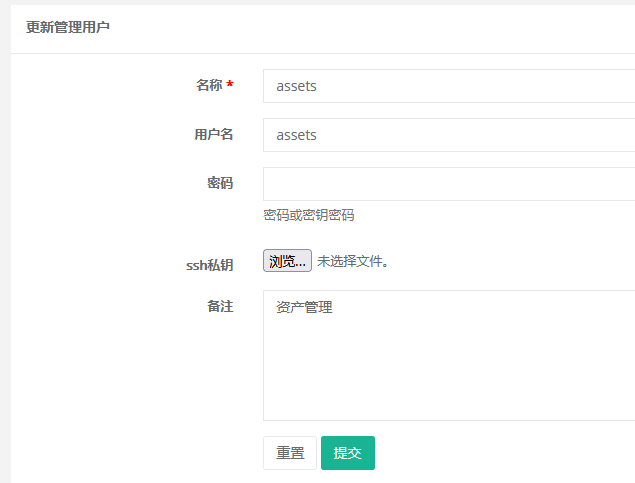 更新管理用户
名称 *
assets
用户名
assets
密码
密码或密钥密码
ssh私钥
浏览... 未选择文件。
备注
资产管理
重置 提交